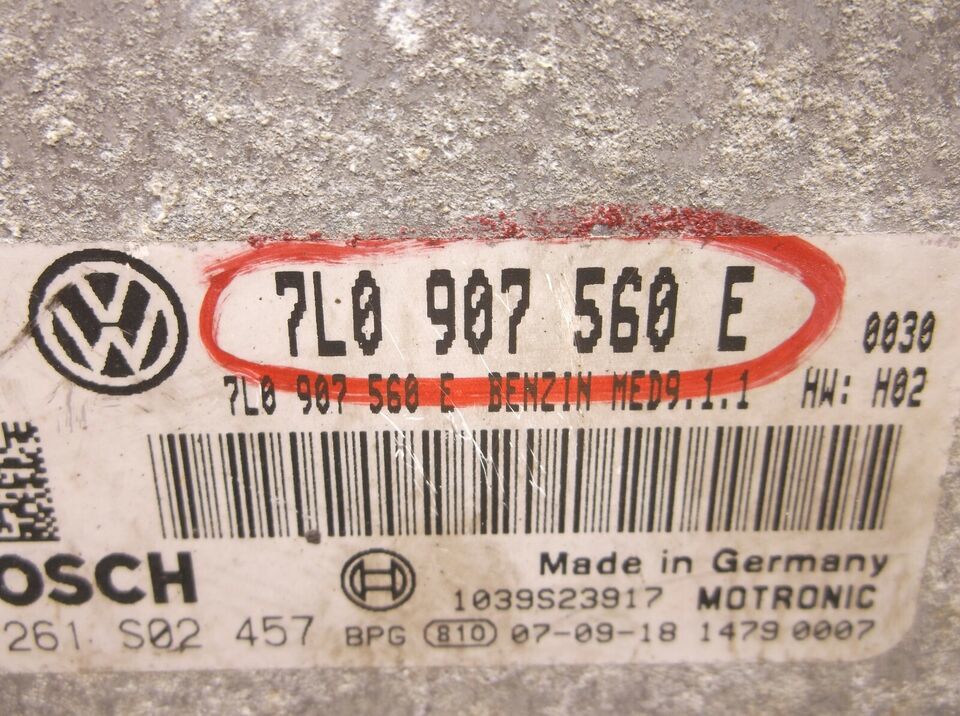 7L0 907 560 E 0030
7L0 907 560 E BENZIN MED9.1.1 HW: H02
OSCH Made in Germany
1039S23917 MOTRONIC
261 S02 457 BPG 810 07-09-18 1479 0007